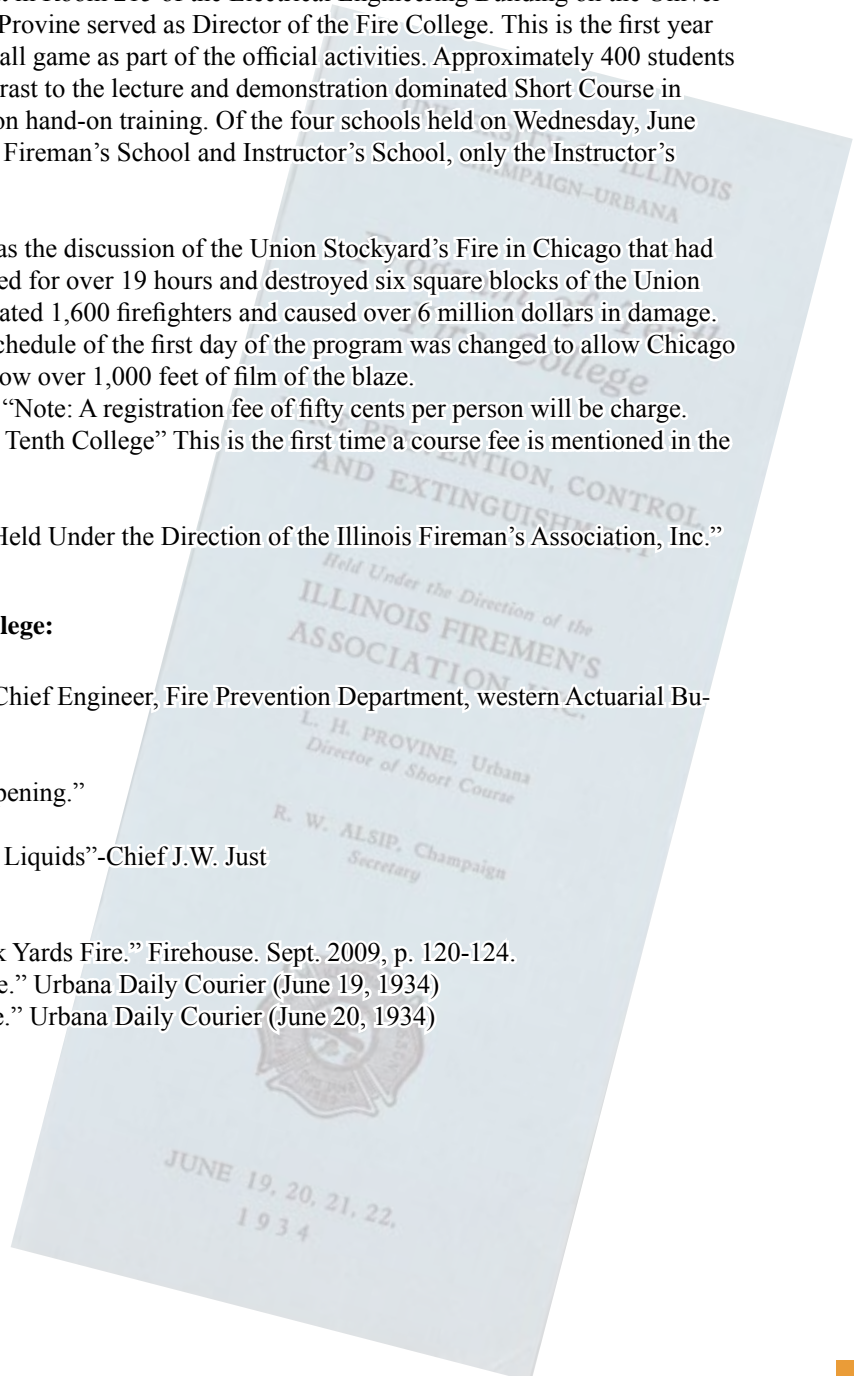 Provine served as Director of the Fire College. This is the first year
all game as part of the official activities. Approximately 400 students
rast to the lecture and demonstration dominated Short Course in
on hand-on training. Of the four schools held on Wednesday, June
Fireman’s School and Instructor’s School, only the Instructor’s
as the discussion of the Union Stockyard’s Fire in Chicago that had
ed for over 19 hours and destroyed six square blocks of the Union
ated 1,600 firefighters and caused over 6 million dollars in damage.
chedule of the first day of the program was changed to allow Chicago
ow over 1,000 feet of film of the blaze.
“Note: A registration fee of fifty cents per person will be charge.
Tenth College” This is the first time a course fee is mentioned in the
Held Under the Direction of the Illinois Fireman’s Association, Inc.”
lege:
Chief Engineer, Fire Prevention Department, western Actuarial Bu-
pening.”
Liquids”-Chief J.W. Just
k Yards Fire.” Firehouse. Sept. 2009, p. 120-124.
e.” Urbana Daily Courier (June 19, 1934)
e.” Urbana Daily Courier (June 20, 1934)
UNIVERSITY OF ILLINOIS
CHAMPAIGN–URBANA
Program of Tenth
Fire College
PREVENTION, CONTROL
AND EXTINGUISHMENT
Held Under the Direction of the
ILLINOIS FIREMEN'S
ASSOCIATION, INC.
L. H. PROVINE, Urbana
Director of Short Course
R. W. ALSIP, Champaign
Secretary
JUNE 19, 20, 21, 22,
1934